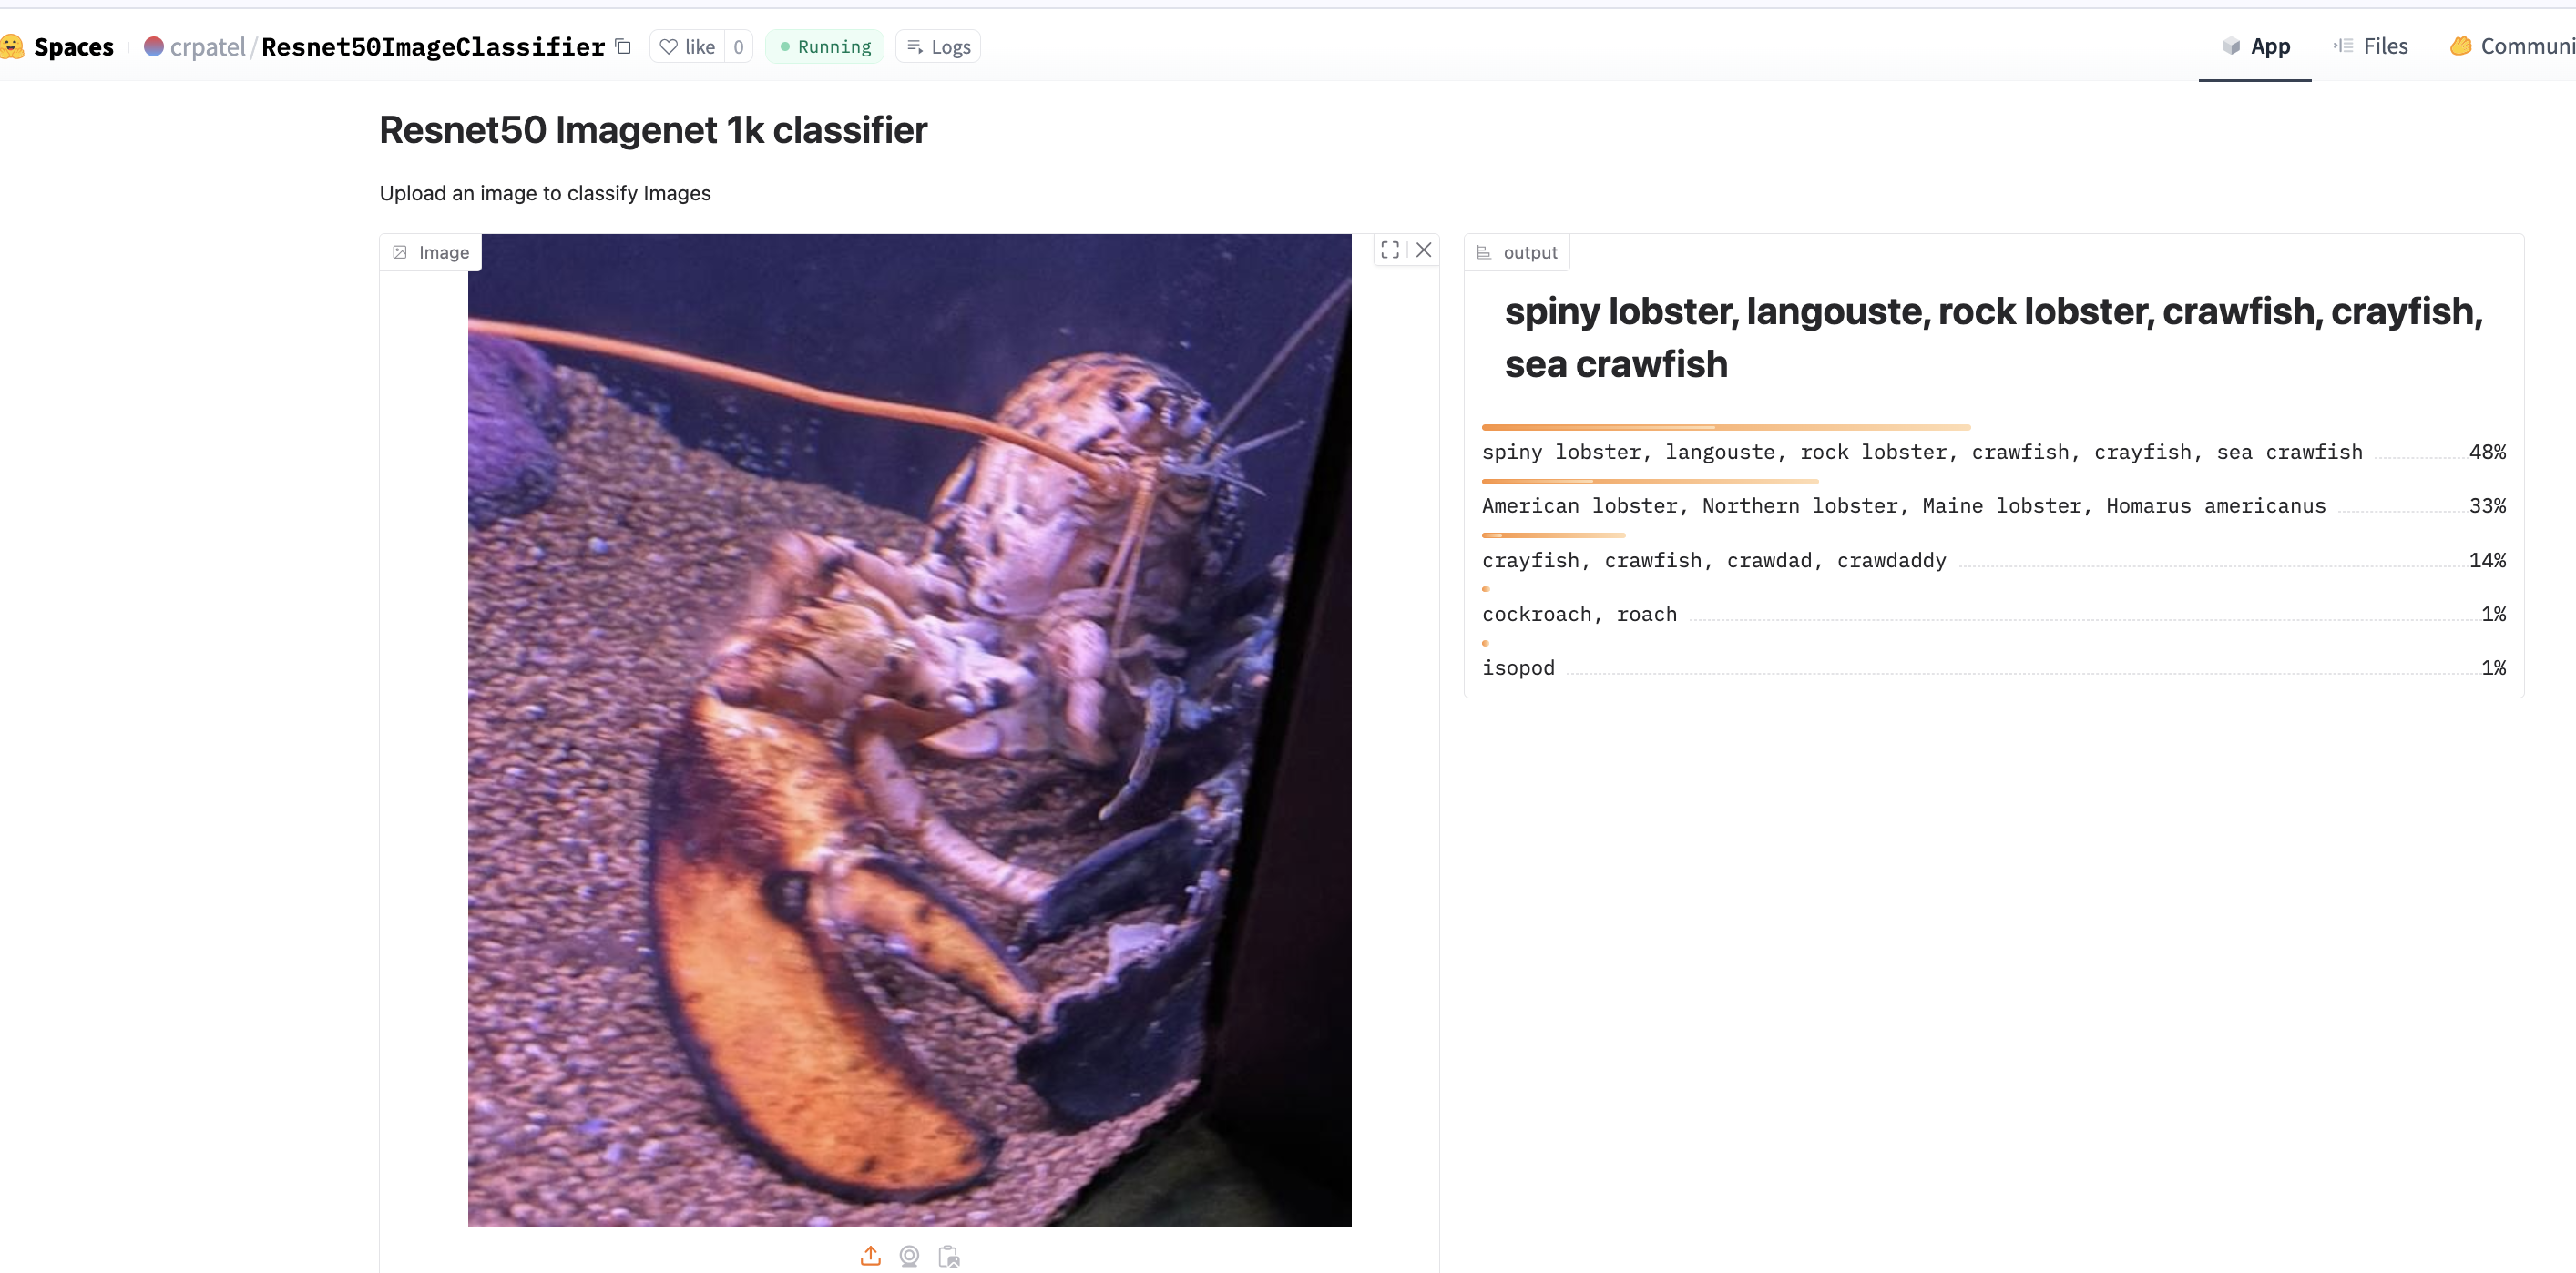 Spaces crpatel/Resnet50ImageClassifier like 0 Running Logs App Files Communi
Resnet50 Imagenet 1k classifier
Upload an image to classify Images
Image
output
spiny lobster, langouste, rock lobster, crawfish, crayfish,
sea crawfish
spiny lobster, langouste, rock lobster, crawfish, crayfish, sea crawfish 48%
American lobster, Northern lobster, Maine lobster, Homarus americanus 33%
crayfish, crawfish, crawdad, crawdaddy 14%
cockroach, roach 1%
isopod 1%